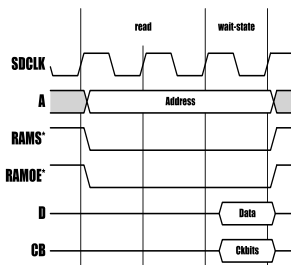 read wait-state
SDCLK
A Address
RAMS*
RAMOE*
D Data
CB Ckbits